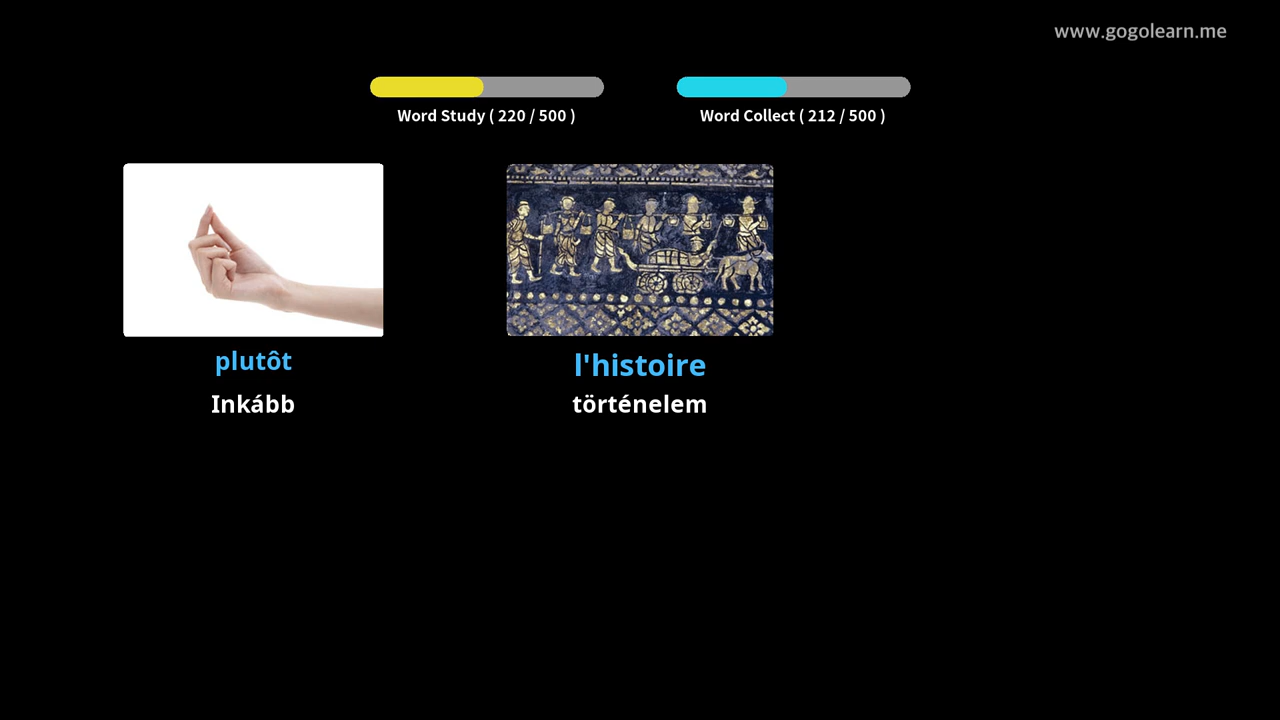 www.gogolearn.me
Word Study ( 220 / 500 )
Word Collect ( 212 / 500 )
plutôt
Inkább
l'histoire
történelem